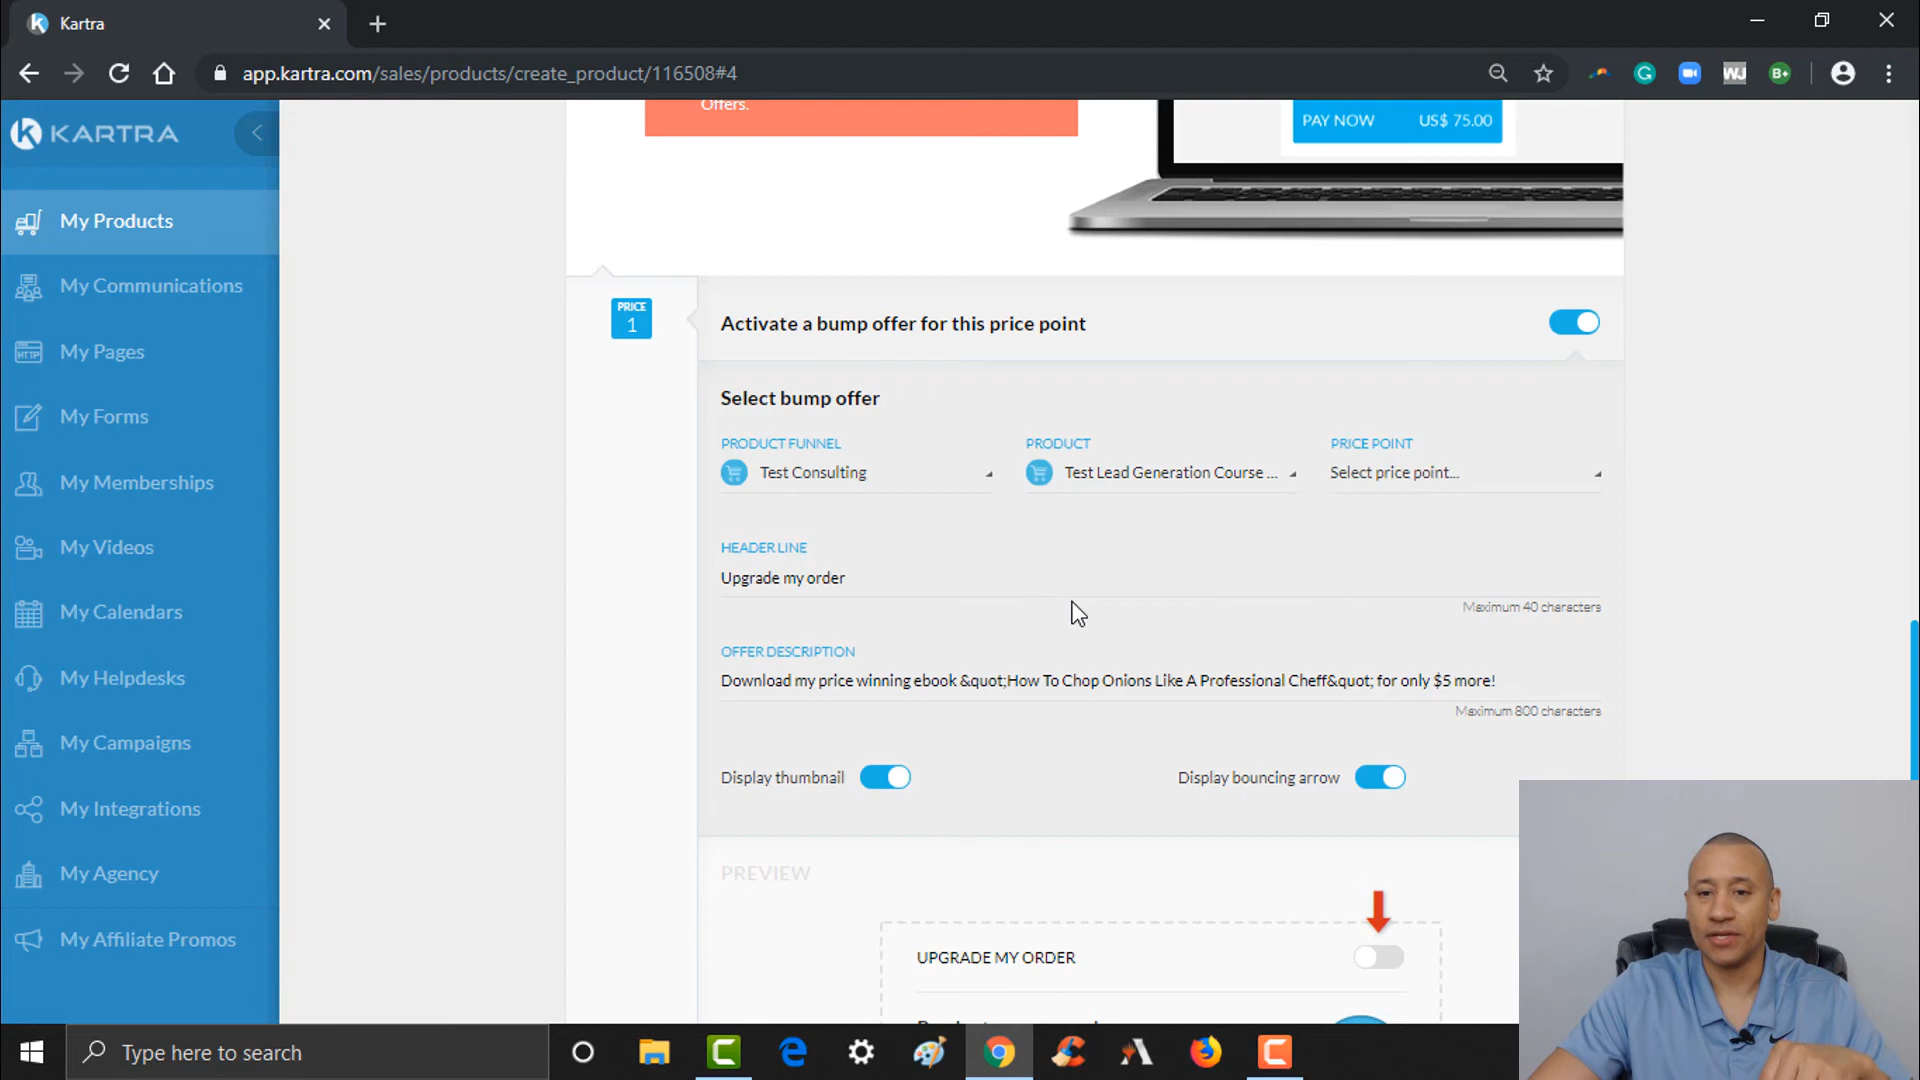 Kartra
app.kartra.com/sales/products/create_product/116508#4
KARTRA
My Products
My Communications
My Pages
My Forms
My Memberships
My Videos
My Calendars
My Helpdesks
My Campaigns
My Integrations
My Agency
My Affiliate Promos
Offers.
PAY NOW US$ 75.00
PRICE
1
Activate a bump offer for this price point
Select bump offer
PRODUCT FUNNEL PRODUCT PRICE POINT
Test Consulting Test Lead Generation Course ... Select price point...
HEADER LINE
Upgrade my order
Maximum 40 characters
OFFER DESCRIPTION
Download my price winning ebook &quot;How To Chop Onions Like A Professional Cheff&quot; for only $5 more!
Maximum 800 characters
Display thumbnail Display bouncing arrow
PREVIEW
UPGRADE MY ORDER
Type here to search